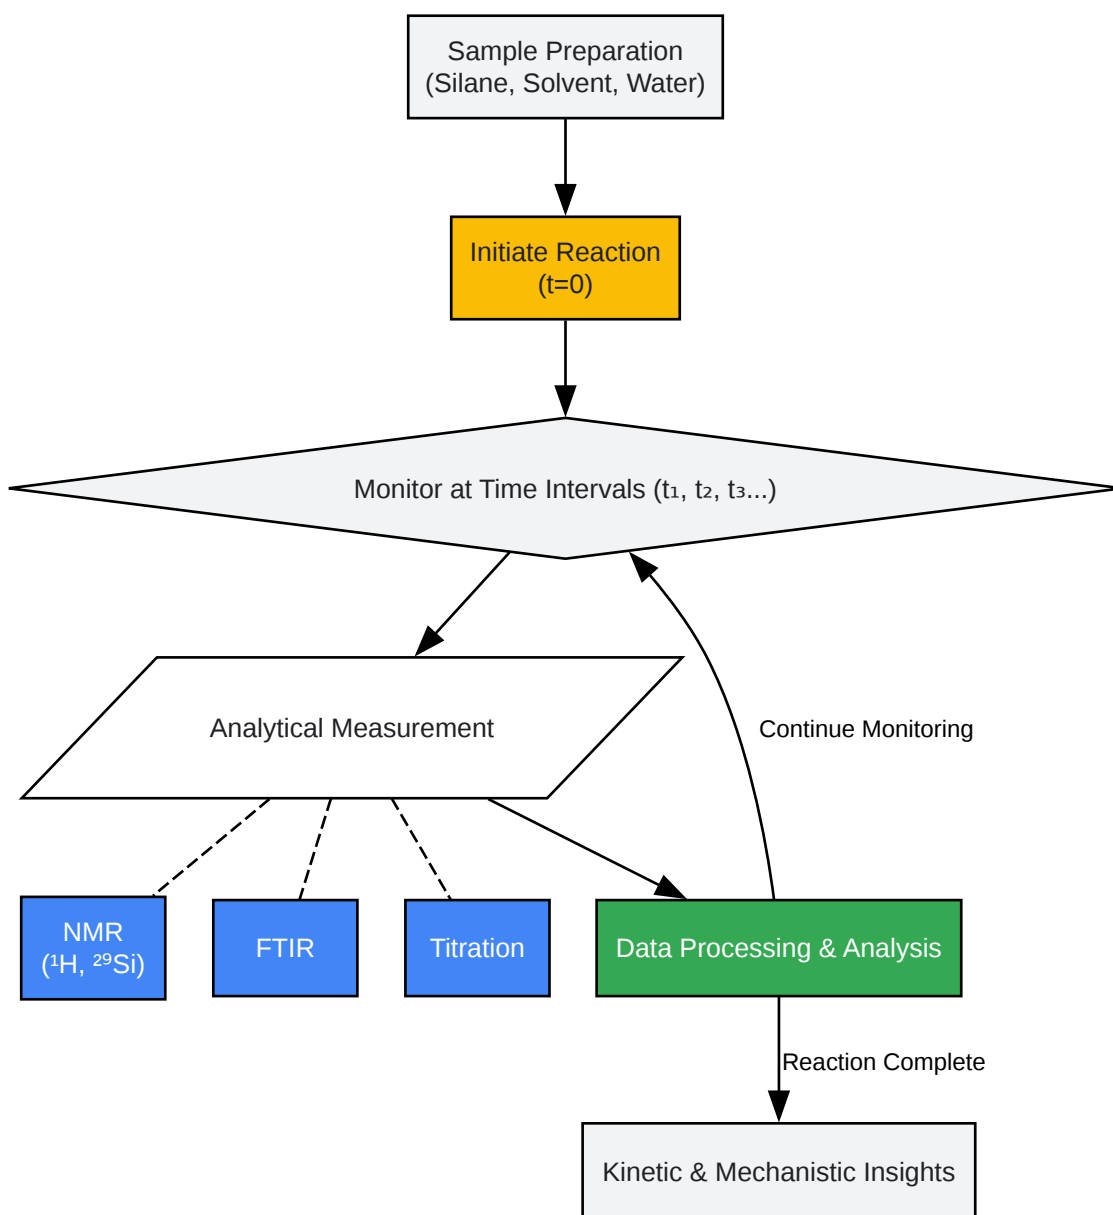 Sample Preparation
(Silane, Solvent, Water)
Initiate Reaction
(t=0)
Monitor at Time Intervals (t₁, t₂, t₃...)
Analytical Measurement
Continue Monitoring
NMR
(¹H, ²⁹Si)
FTIR
Titration
Data Processing & Analysis
Reaction Complete
Kinetic & Mechanistic Insights